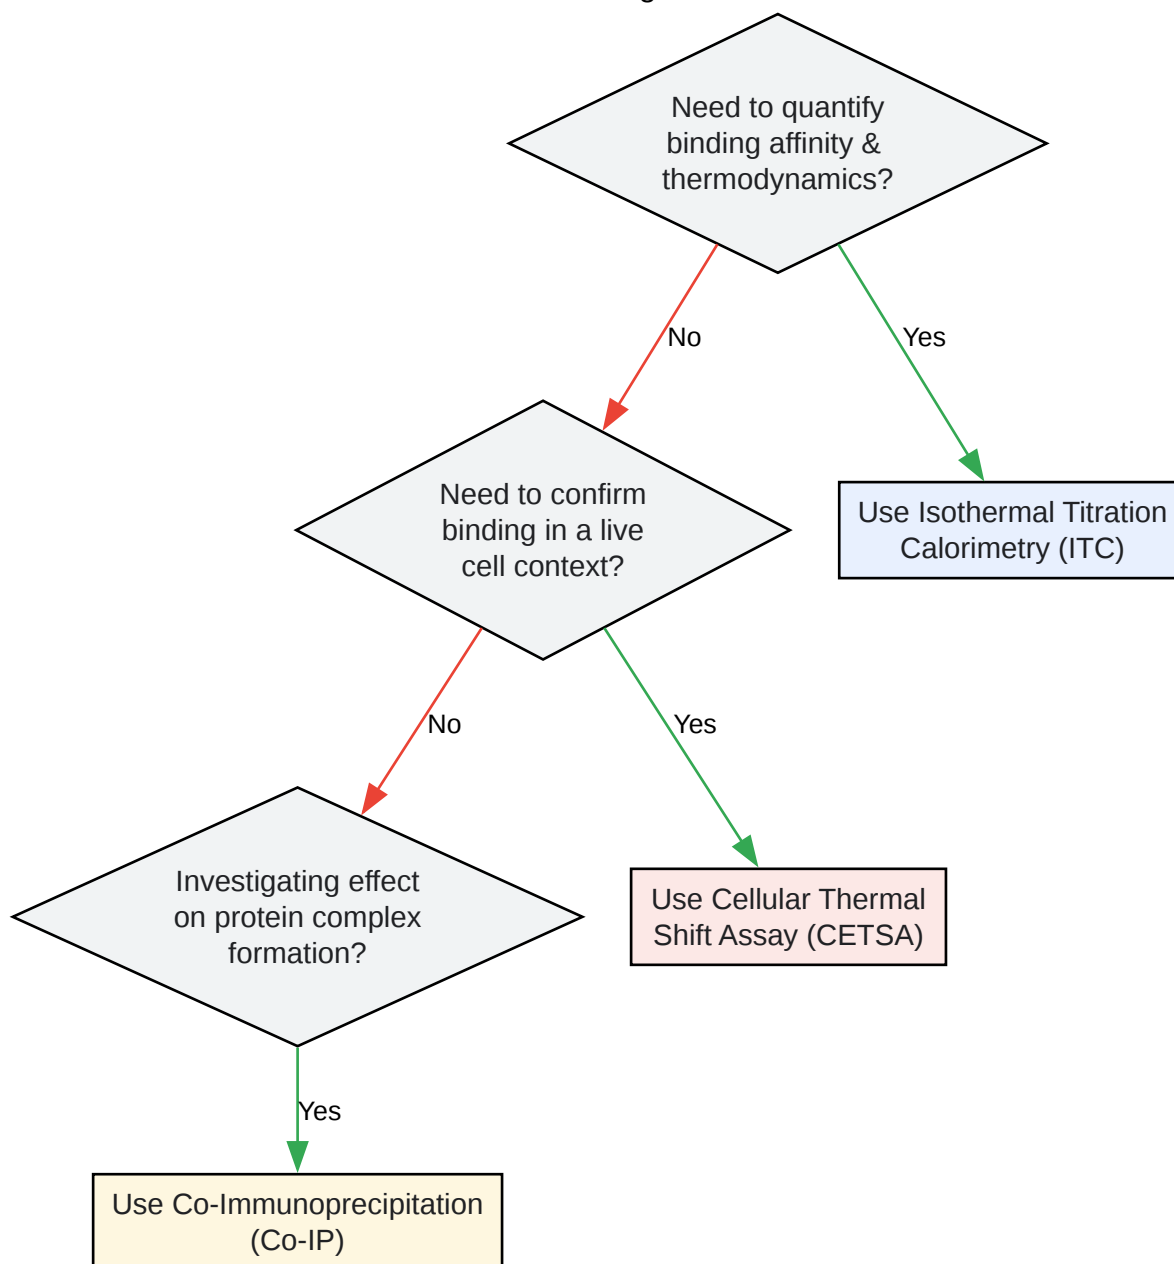 Need to quantify
binding affinity &
thermodynamics?
No
Yes
Need to confirm
binding in a live
cell context?
Use Isothermal Titration
Calorimetry (ITC)
No
Yes
Investigating effect
on protein complex
formation?
Use Cellular Thermal
Shift Assay (CETSA)
Yes
Use Co-Immunoprecipitation
(Co-IP)